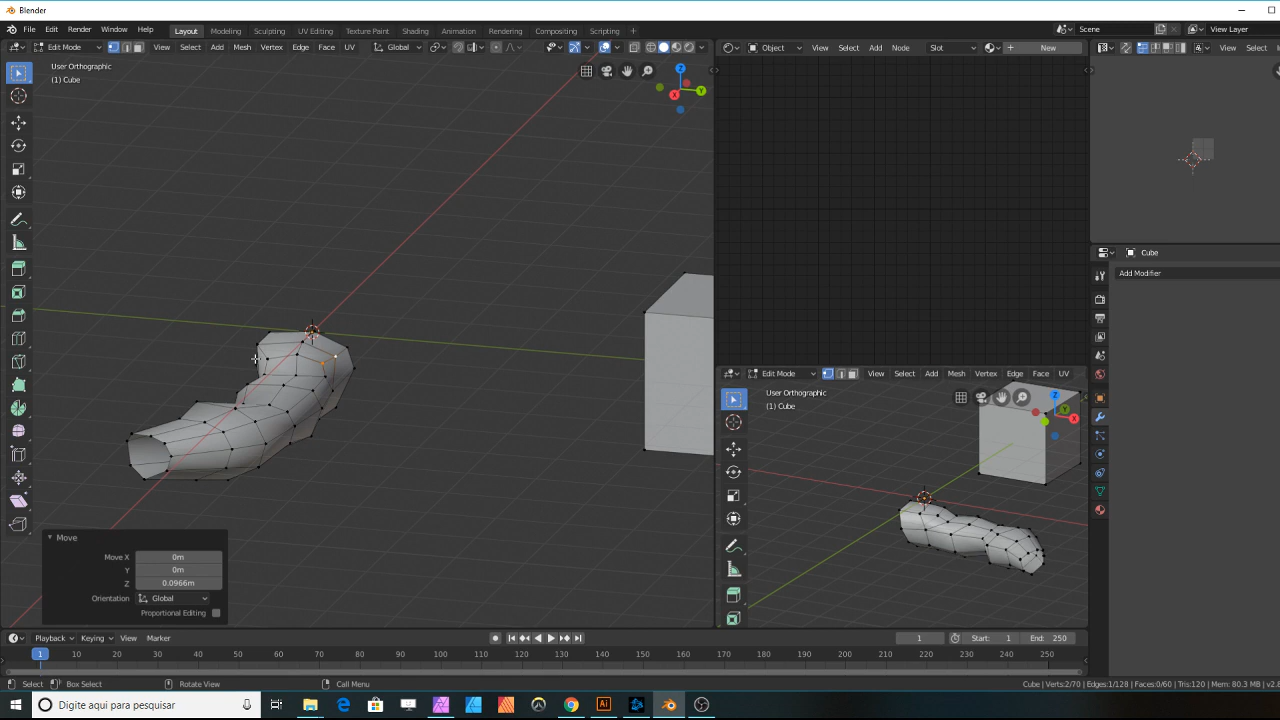 Blender
File Edit Render Window Help Layout Modeling Sculpting UV Editing Texture Paint Shading Animation Rendering Compositing Scripting Scene View Layer
Edit Mode View Select Add Mesh Vertex Edge Face UV Global
Object View Select Add Node Slot New
View Select
User Orthographic
(1) Cube
Z
Y
X
Cube
Add Modifier
Edit Mode View Select Add Mesh Vertex Edge Face UV
User Orthographic
(1) Cube
Z
Y
X
Move
Move X 0m
Y 0m
Z 0.0966m
Orientation Global
Proportional Editing
Playback Keying View Marker 1 Start: 1 End: 250
1 10 20 30 40 50 60 70 80 90 100 110 120 130 140 150 160 170 180 190 200 210 220 230 240 250
Select Box Select Rotate View Call Menu Cube | Verts:2/70 | Edges:1/128 | Faces:0/60 | Tris:120 | Mem: 80.3 MB |
Digite aqui para pesquisar
Ai